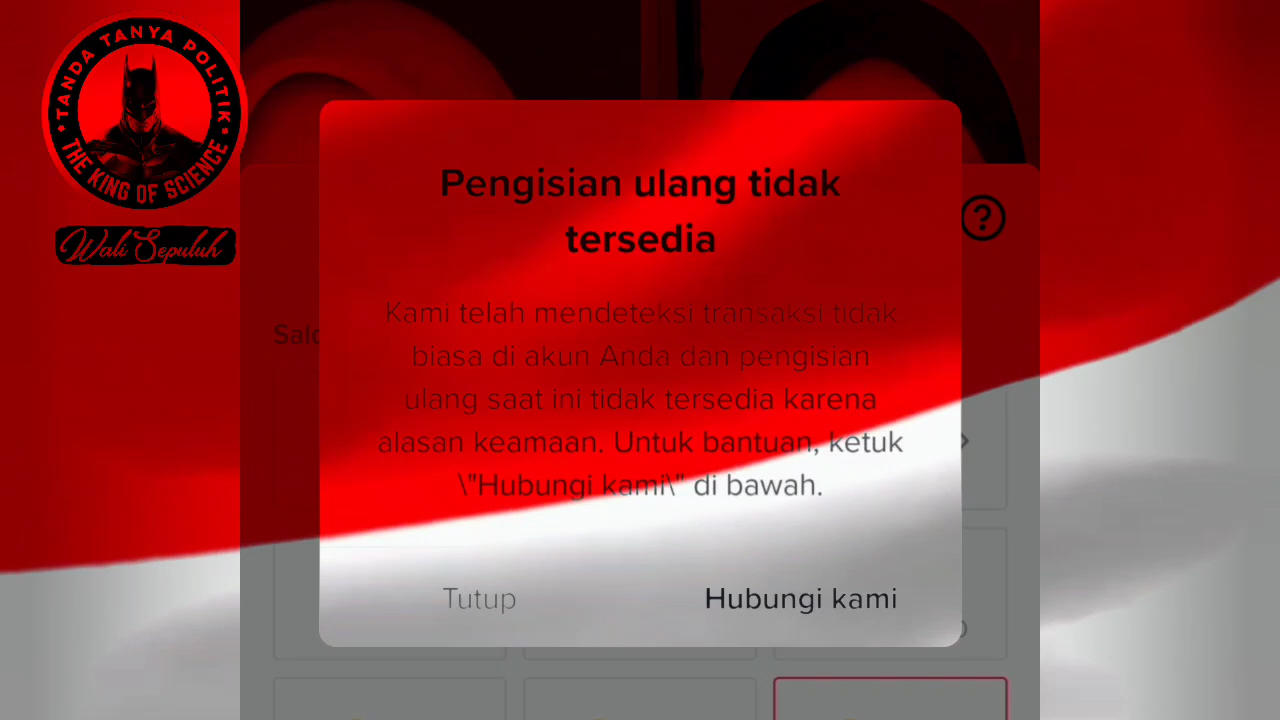 TANDA TANYA POLITIK
THE KING OF SCIENCE
Wali Sepuluh
Pengisian ulang tidak
tersedia
Kami telah mendeteksi transaksi tidak
biasa di akun Anda dan pengisian
ulang saat ini tidak tersedia karena
alasan keamaan. Untuk bantuan, ketuk
\"Hubungi kami\" di bawah.
Tutup
Hubungi kami
?